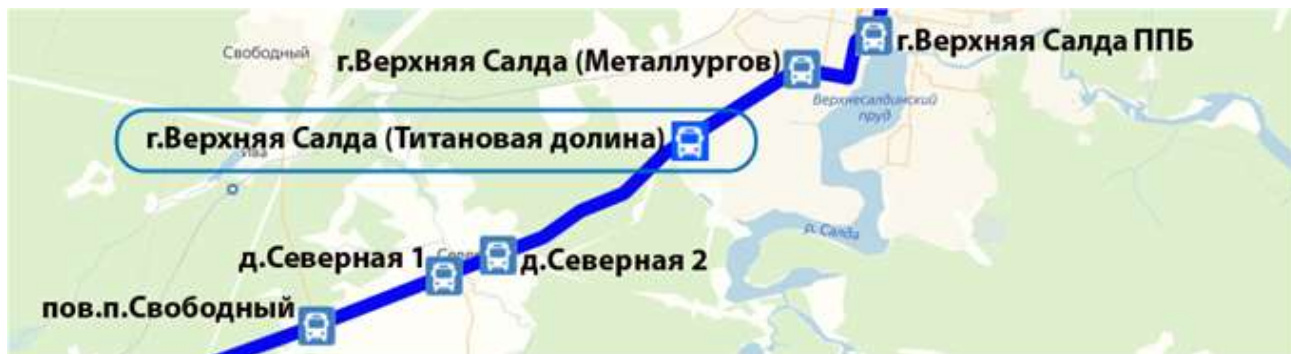 г.Верхняя Салда ППБ
Свободный
г.Верхняя Салда (Металлургов)
Верхнесалдинский
пруд
г.Верхняя Салда (Титановая долина)
Ива
р. Салда
д.Северная 1
д.Северная 2
пов.п.Свободный